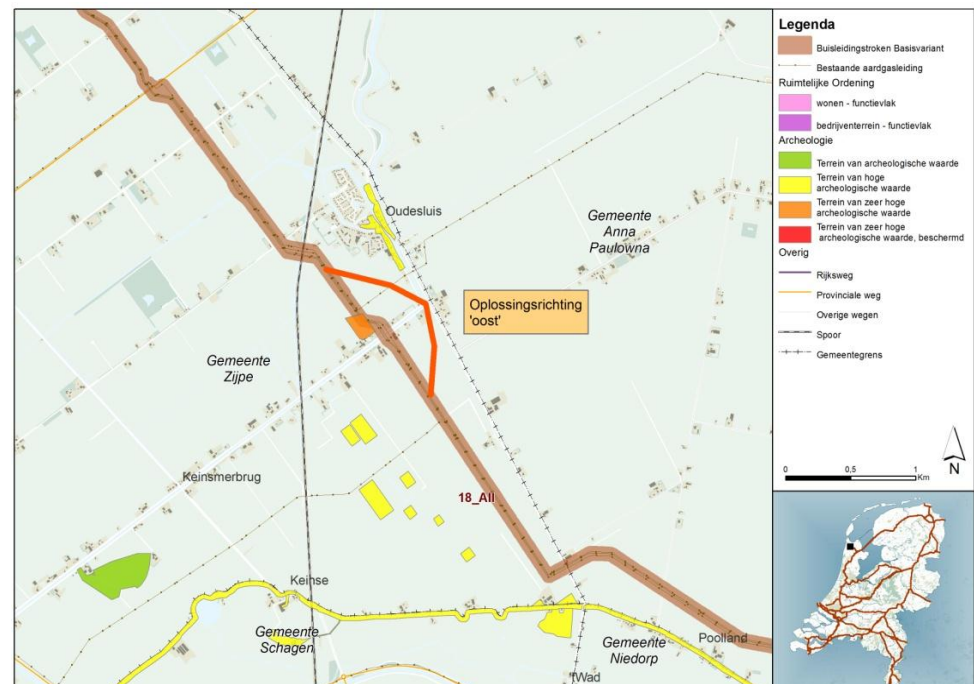 Oudesluis
Gemeente
Anna
Paulowna
Oplossingsrichting
'oost'
Gemeente
Zijpe
Keinsmerbrug
18_AII
Keinse
Gemeente
Schagen
Gemeente
Niedorp
Poolland
't Wad
Legenda
Buisleidingstroken Basisvariant
Bestaande aardgasleiding
Ruimtelijke Ordening
wonen - functievlak
bedrijventerrein - functievlak
Archeologie
Terrein van archeologische waarde
Terrein van hoge
archeologische waarde
Terrein van zeer hoge
archeologische waarde
Terrein van zeer hoge
archeologische waarde, beschermd
Overig
Rijksweg
Provinciale weg
Overige wegen
Spoor
Gemeentegrens
N
0 0,5 1
Km